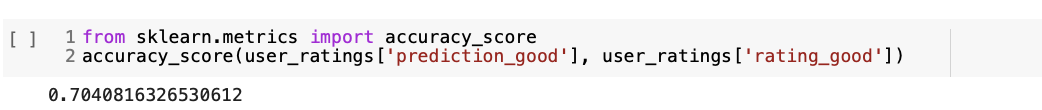 [ ] 1 from sklearn.metrics import accuracy_score
2 accuracy_score(user_ratings['prediction_good'], user_ratings['rating_good'])
0.7040816326530612